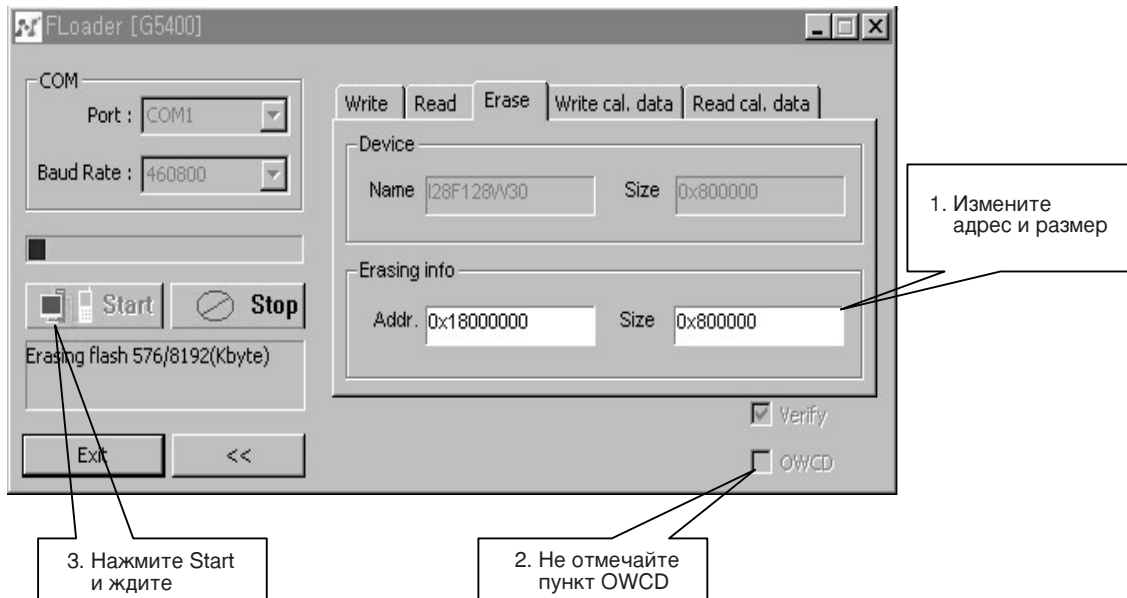 FLoader [G5400]
COM
Port : COM1
Baud Rate : 460800
Start Stop
Erasing flash 576/8192(Kbyte)
Exit <<
Write Read Erase Write cal. data Read cal. data
Device
Name I28F128W30 Size 0x800000
Erasing info
Addr. 0x18000000 Size 0x800000
Verify
OWCD
1. Измените
адрес и размер
3. Нажмите Start
и ждите
2. Не отмечайте
пункт OWCD